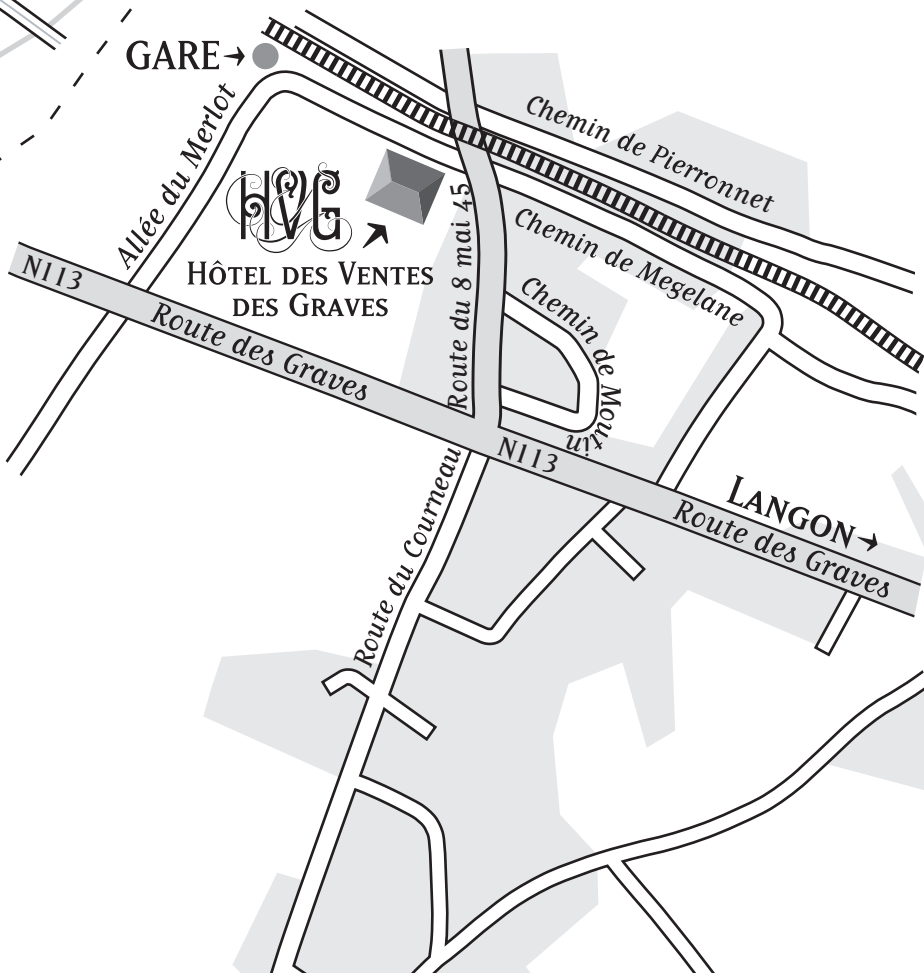 GARE
Allée du Merlot
Chemin de Pierronnet
HVG
HÔTEL DES VENTES
DES GRAVES
Route du 8 mai 45
Chemin de Megelane
N113
Route des Graves
Chemin de Moutin
N113
LANGON
Route des Graves
Route du Courneau